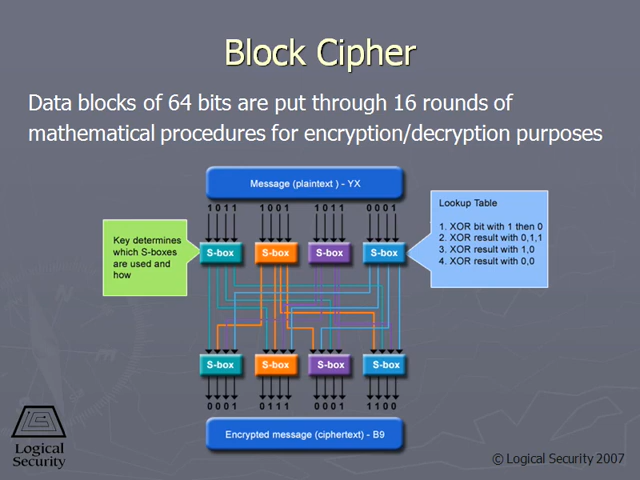 Block Cipher
Data blocks of 64 bits are put through 16 rounds of
mathematical procedures for encryption/decryption purposes
Message (plaintext ) - YX
1 0 1 1 1 0 0 1 1 0 1 1 0 0 0 1
Key determines
which S-boxes
are used and
how
S-box S-box S-box S-box
Lookup Table
1. XOR bit with 1 then 0
2. XOR result with 0,1,1
3. XOR result with 1,0
4. XOR result with 0,0
S-box S-box S-box S-box
0 0 0 1 0 1 1 1 0 0 0 1 1 1 0 0
Encrypted message (ciphertext) - B9
Logical
Security
© Logical Security 2007